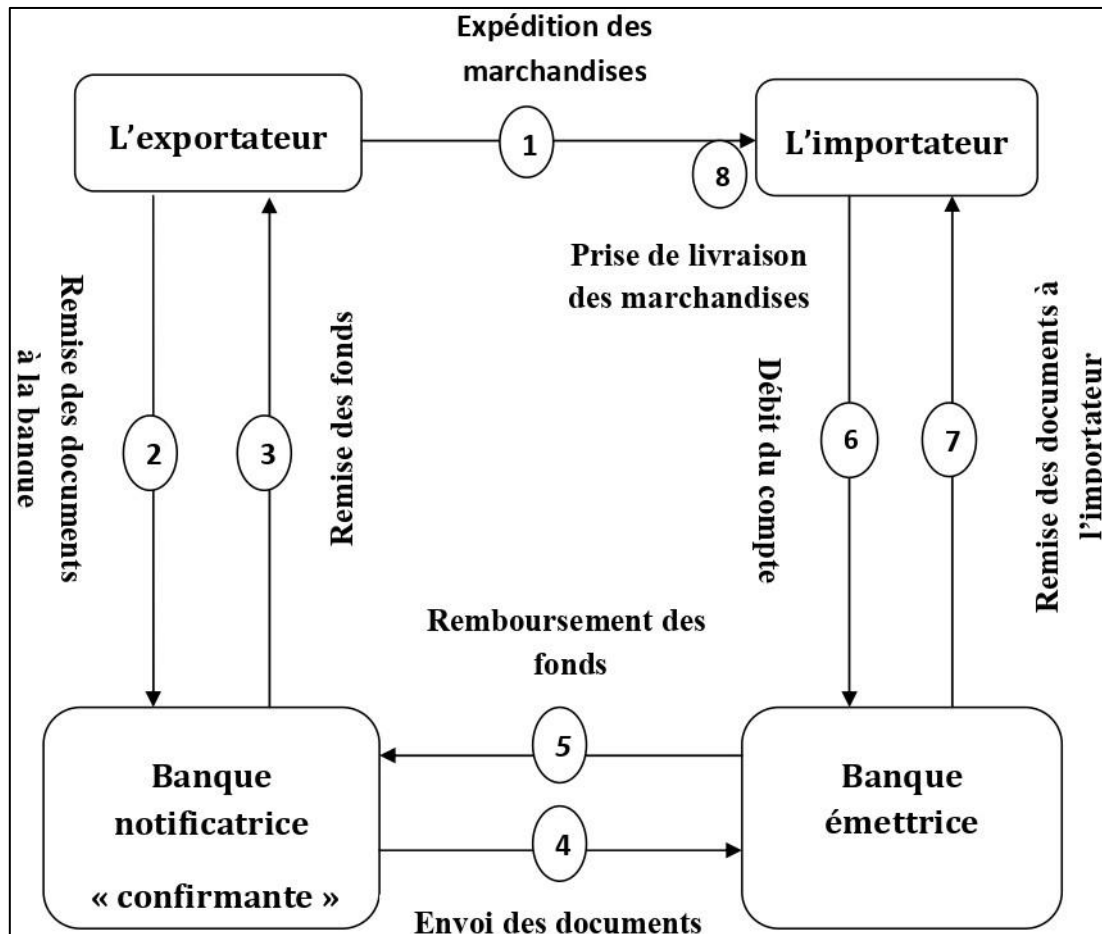 Expédition des
marchandises
L’exportateur
1
L’importateur
8
Prise de livraison
des marchandises
Remise des documents
à la banque
2
3
Remise des fonds
Débit du compte
6
7
Remise des documents à
l’importateur
Remboursement des
fonds
5
Banque
notificatrice
« confirmante »
Banque
émettrice
4
Envoi des documents